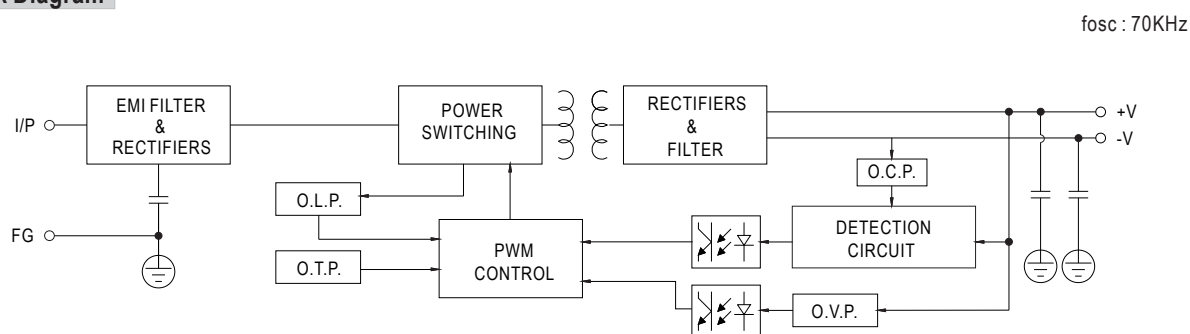 Diagram
fosc : 70KHz
EMI FILTER
&
RECTIFIERS
POWER
SWITCHING
RECTIFIERS
&
FILTER
I/P
+V
-V
O.C.P.
O.L.P.
FG
DETECTION
CIRCUIT
PWM
CONTROL
O.T.P.
O.V.P.